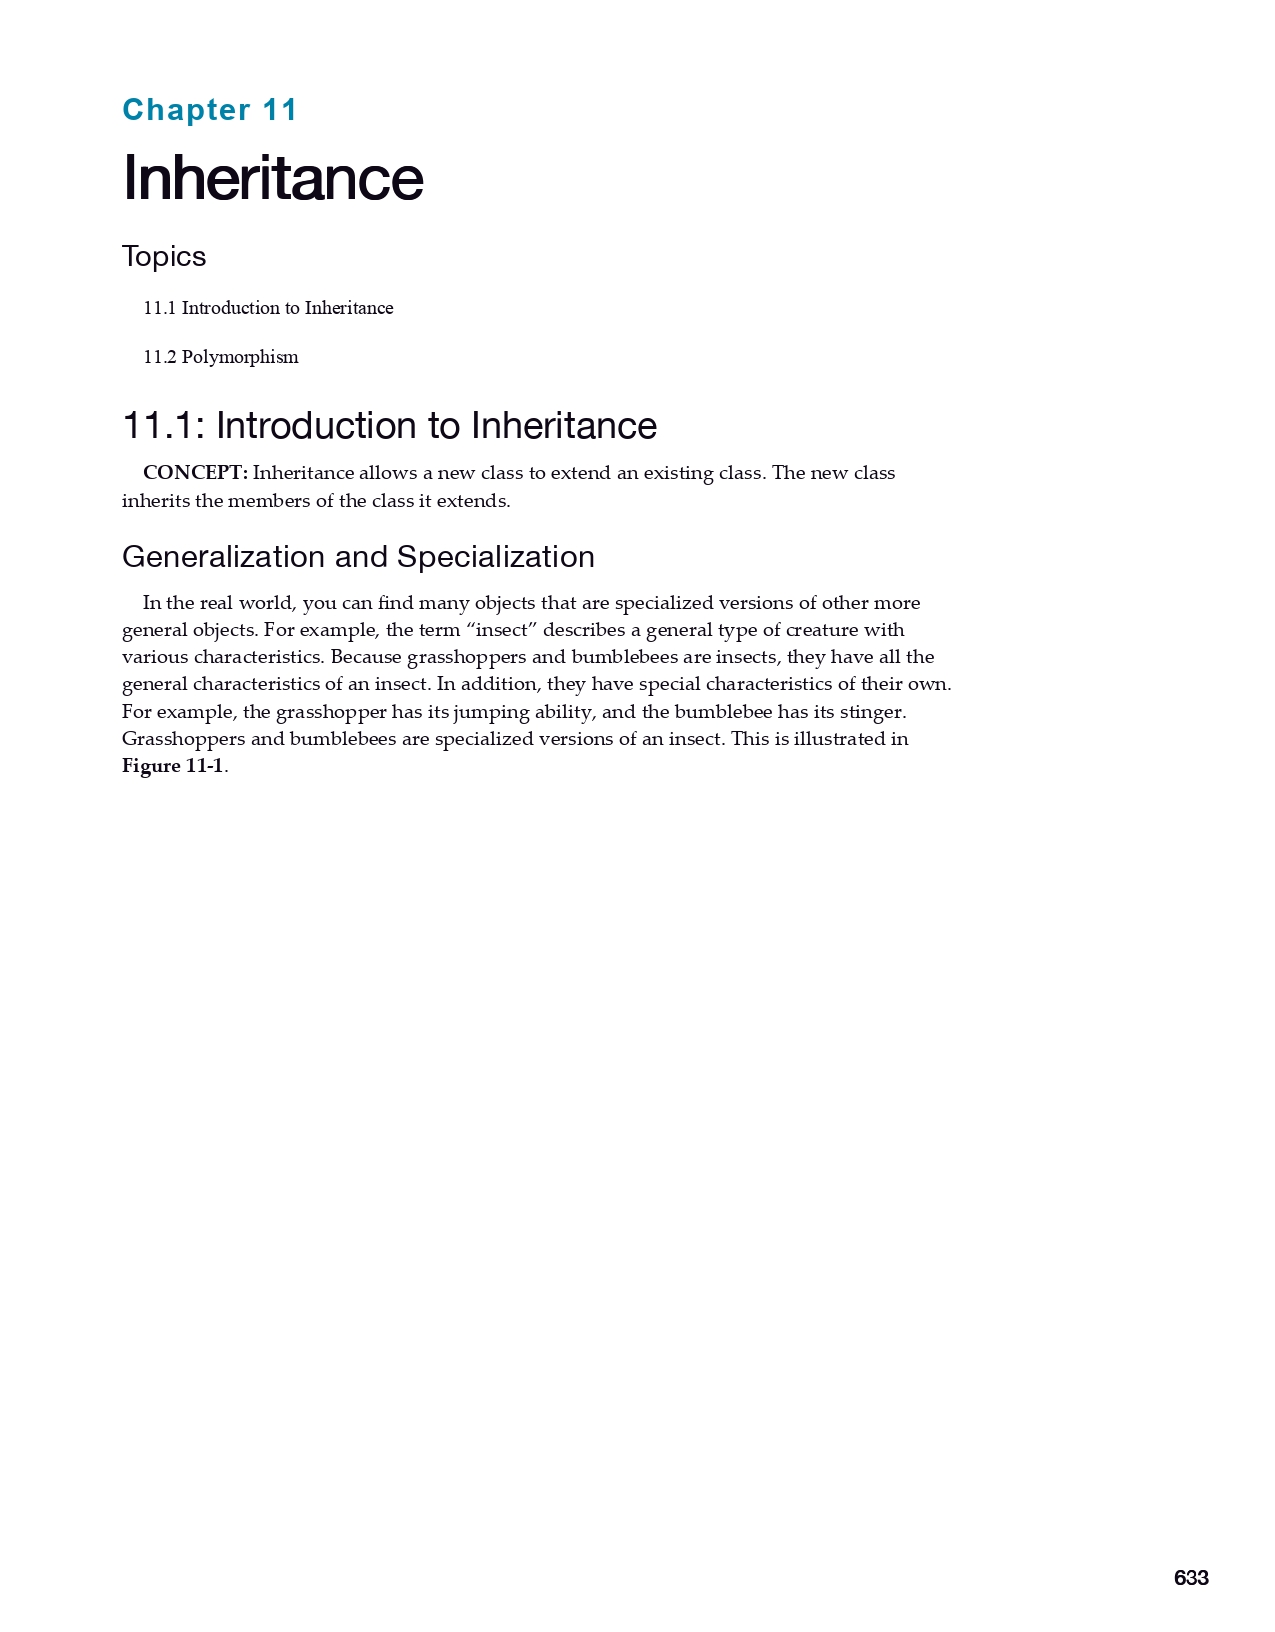 Chapter 11
Inheritance
Topics
11.1 Introduction to Inheritance
11.2 Polymorphism
11.1: Introduction to Inheritance
CONCEPT: Inheritance allows a new class to extend an existing class. The new class
inherits the members of the class it extends.
Generalization and Specialization
In the real world, you can find many objects that are specialized versions of other more
general objects. For example, the term “insect” describes a general type of creature with
various characteristics. Because grasshoppers and bumblebees are insects, they have all the
general characteristics of an insect. In addition, they have special characteristics of their own.
For example, the grasshopper has its jumping ability, and the bumblebee has its stinger.
Grasshoppers and bumblebees are specialized versions of an insect. This is illustrated in
Figure 11-1.
633